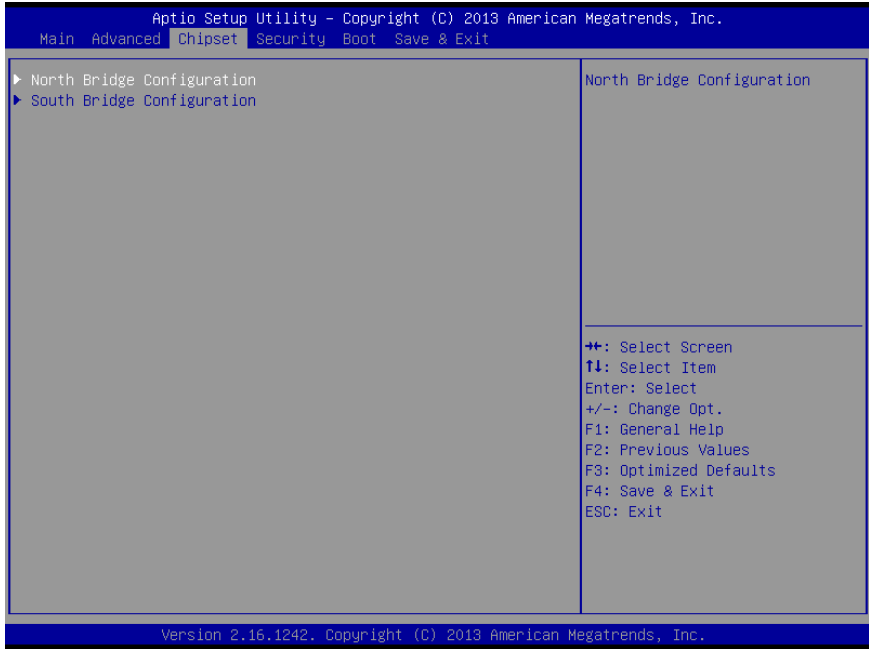 Aptio Setup Utility – Copyright (C) 2013 American Megatrends, Inc.
Main Advanced Chipset Security Boot Save & Exit
North Bridge Configuration
South Bridge Configuration
North Bridge Configuration
→←: Select Screen
↑↓: Select Item
Enter: Select
+/-: Change Opt.
F1: General Help
F2: Previous Values
F3: Optimized Defaults
F4: Save & Exit
ESC: Exit
Version 2.16.1242. Copyright (C) 2013 American Megatrends, Inc.